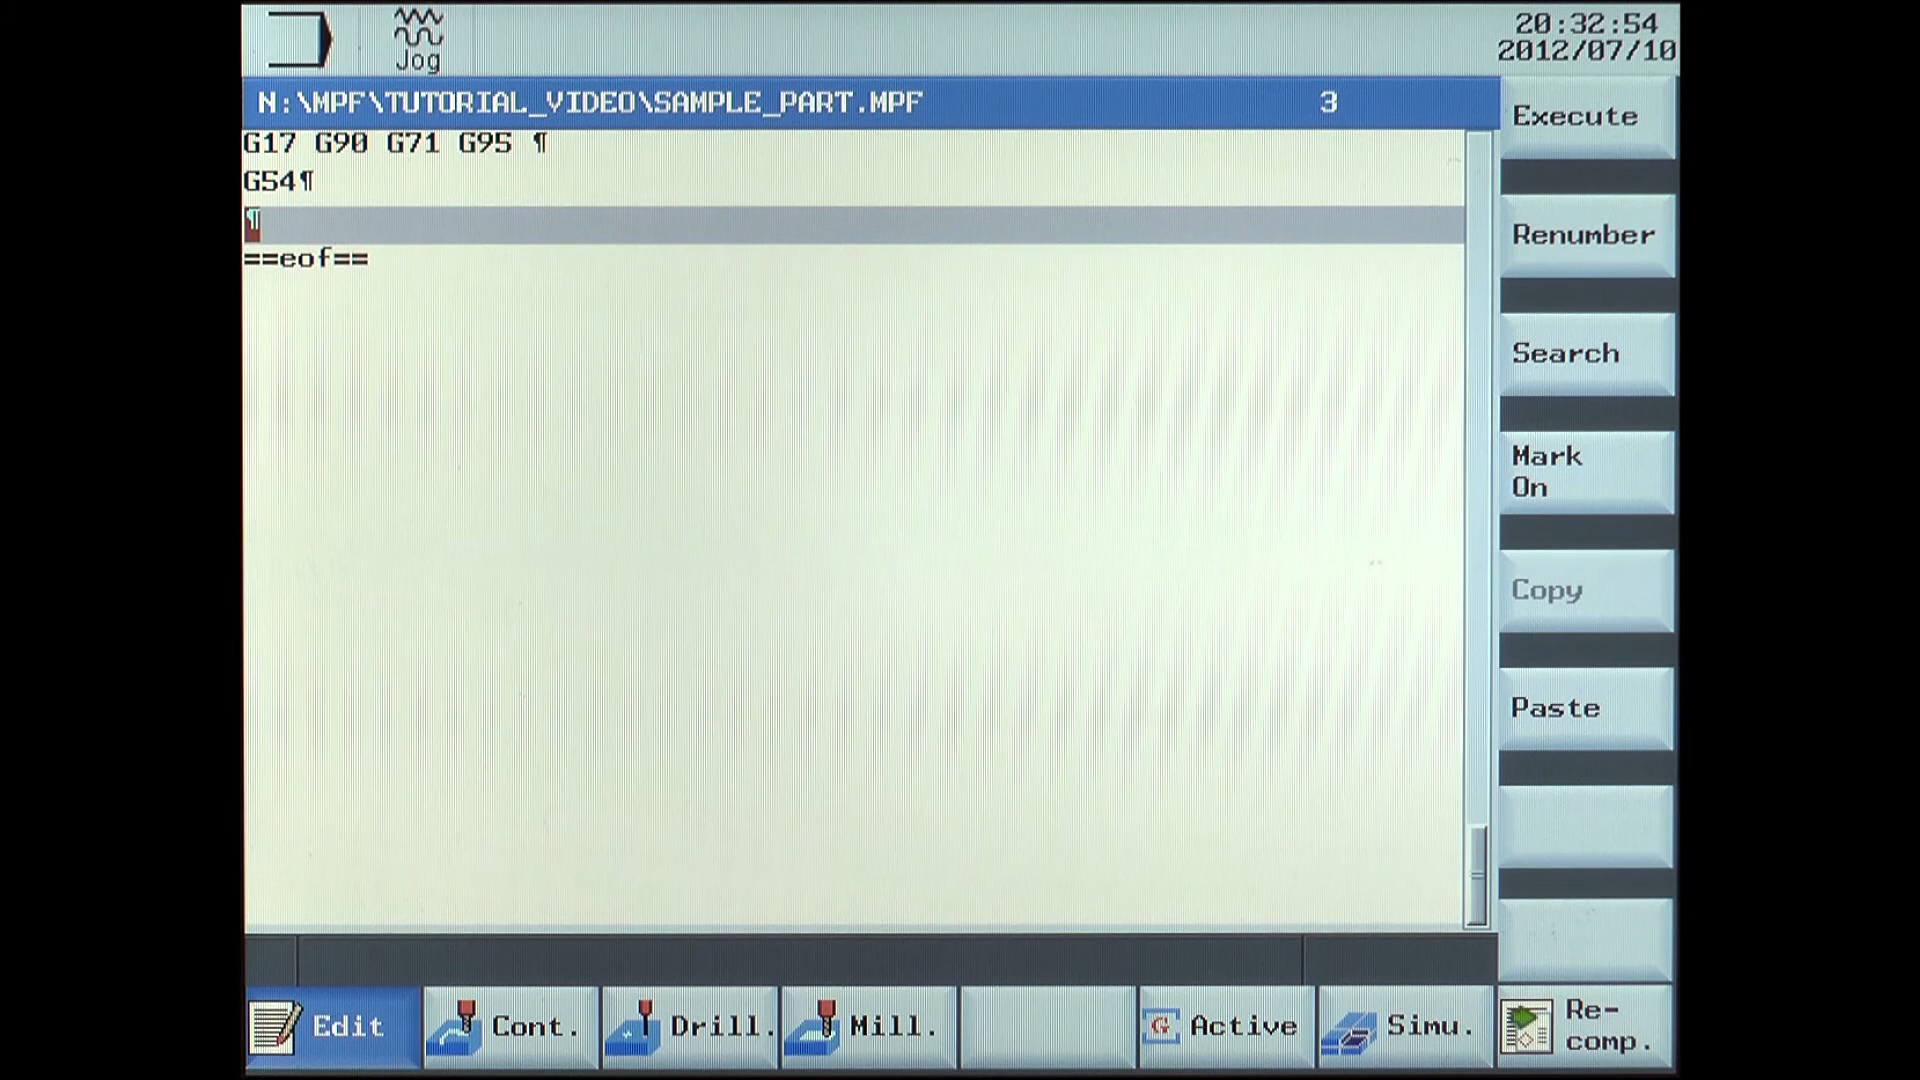 Jog
20:32:54
2012/07/10
N:\MPF\TUTORIAL_VIDEO\SAMPLE_PART.MPF 3
G17 G90 G71 G95 ¶
G54¶
¶
==eof==
Execute
Renumber
Search
Mark
On
Copy
Paste
Edit
Cont.
Drill.
Mill.
G Active
Simu.
Re-
comp.